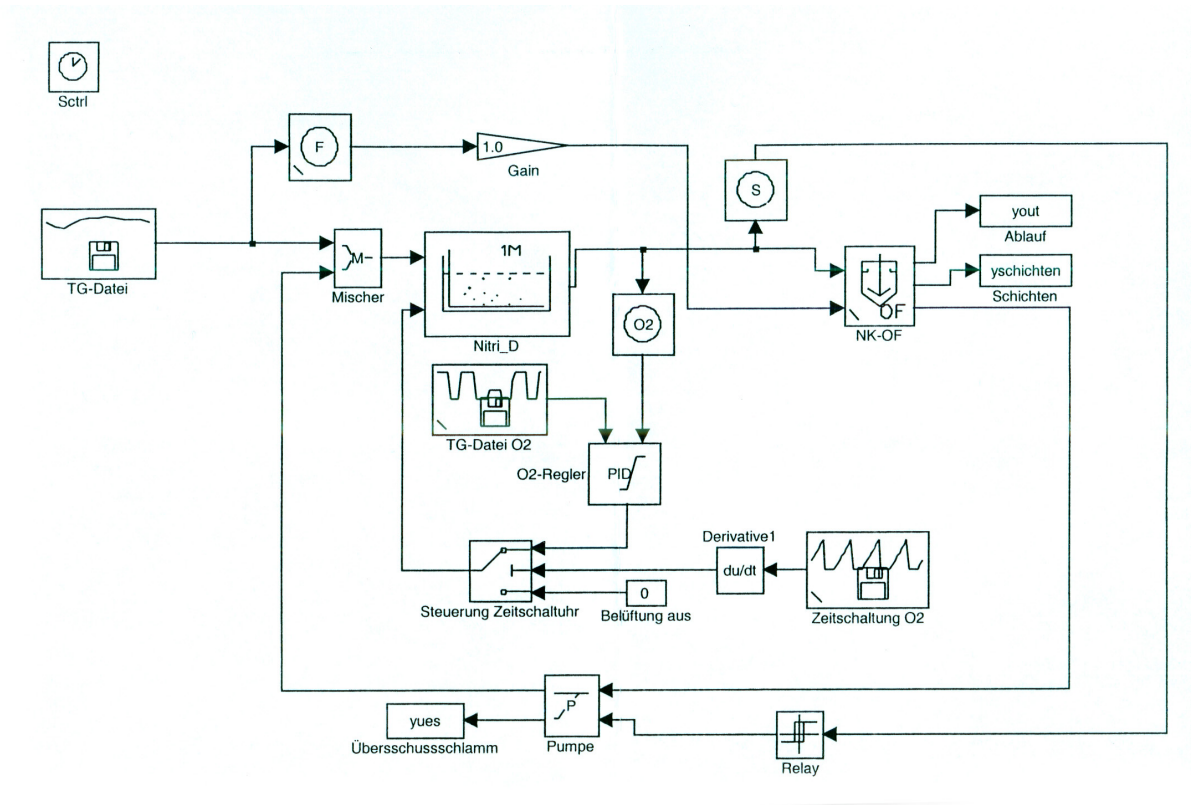 Sctrl
F
1.0
Gain
S
yout
Ablauf
TG-Datei
M
Mischer
1M
Nitri_D
yschichten
Schichten
OF
NK-OF
O2
TG-Datei O2
O2-Regler
PID
Derivative1
du/dt
Steuerung Zeitschaltuhr
0
Belüftung aus
Zeitschaltung O2
P
Pumpe
yues
Überssschussschlamm
Relay